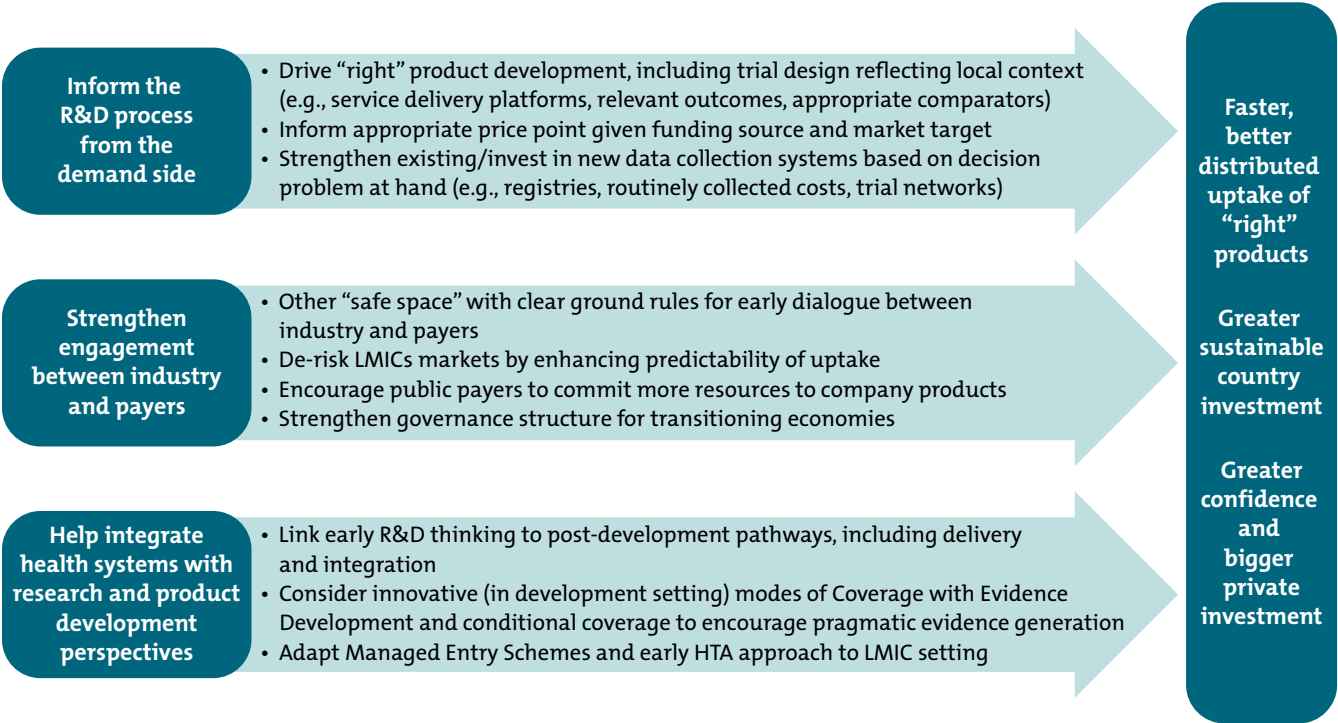 Inform the
R&D process
from the
demand side
• Drive “right” product development, including trial design reflecting local context
(e.g., service delivery platforms, relevant outcomes, appropriate comparators)
• Inform appropriate price point given funding source and market target
• Strengthen existing/invest in new data collection systems based on decision
problem at hand (e.g., registries, routinely collected costs, trial networks)
Strengthen
engagement
between industry
and payers
• Other “safe space” with clear ground rules for early dialogue between
industry and payers
• De-risk LMICs markets by enhancing predictability of uptake
• Encourage public payers to commit more resources to company products
• Strengthen governance structure for transitioning economies
Help integrate
health systems with
research and product
development
perspectives
• Link early R&D thinking to post-development pathways, including delivery
and integration
• Consider innovative (in development setting) modes of Coverage with Evidence
Development and conditional coverage to encourage pragmatic evidence generation
• Adapt Managed Entry Schemes and early HTA approach to LMIC setting
Faster,
better
distributed
uptake of
“right”
products
Greater
sustainable
country
investment
Greater
confidence
and
bigger
private
investment